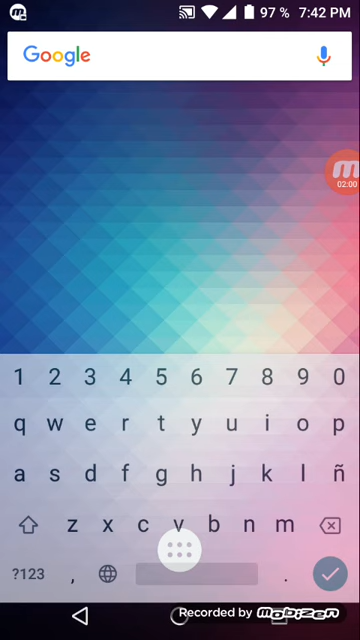 97 % 7:42 PM
Google
02:00
1 2 3 4 5 6 7 8 9 0
q w e r t y u i o p
a s d f g h j k l ñ
z x c v b n m
?123 , .
Recorded by mobizen